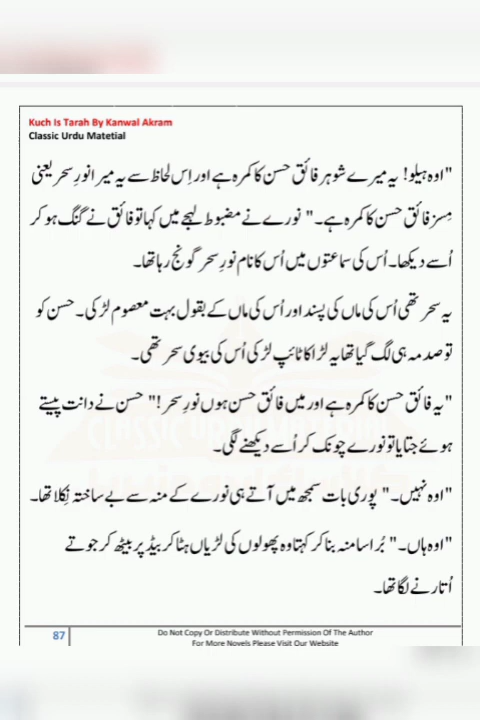 Kuch Is Tarah By Kanwal Akram
Classic Urdu Matetial
"اوہ ہیلو! یہ میرے شوہر فائق حسن کا کمرہ ہے اور اِس لحاظ سے یہ میرا نورِ سحر یعنی
مِسز فائق حسن کا کمرہ ہے۔" نورے نے مضبوط لہجے میں کہا تو فائق نے گنگ ہو کر
اُسے دیکھا۔ اُس کی سماعتوں میں اُس کا نام نورِ سحر گونج رہا تھا۔
یہ سحر تھی اُس کی ماں کی پسند اور اُس کی ماں کے بقول بہت معصوم لڑکی۔ حسن کو
تو صدمہ ہی لگ گیا تھا یہ لڑاکا ٹائپ لڑکی اُس کی بیوی سحر تھی۔
"یہ فائق حسن کا کمرہ ہے اور میں فائق حسن ہوں نورِ سحر!" حسن نے دانت پیستے
ہوئے جتایا تو نورے چونک کر اُسے دیکھنے لگی۔
"اوہ نہیں۔" پوری بات سمجھ میں آتے ہی نورے کے منہ سے بے ساختہ نِکلا تھا۔
"اوہ ہاں۔" بُرا سا منہ بنا کر کہتا وہ پھولوں کی لڑیاں ہٹا کر بیڈ پر بیٹھ کر جوتے
اُتارنے لگا تھا۔
87
Do Not Copy Or Distribute Without Permission Of The Author
For More Novels Please Visit Our Website